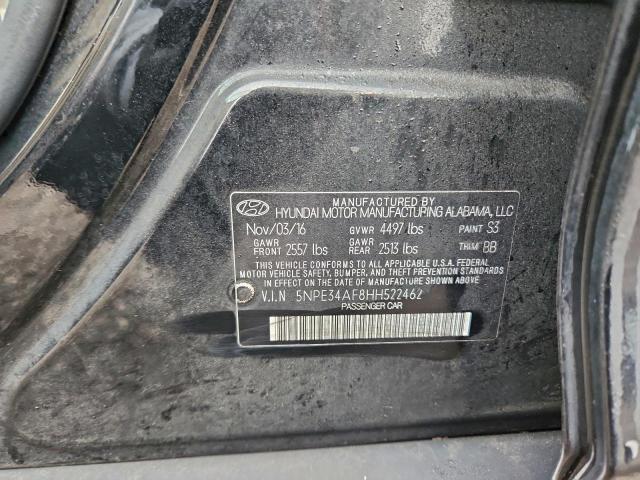 MANUFACTURED BY
HYUNDAI MOTOR MANUFACTURING ALABAMA, LLC
Nov/03/16 GVWR 4497 lbs PAINT S3
GAWR FRONT 2557 lbs GAWR REAR 2513 lbs TRIM BB
THIS VEHICLE CONFORMS TO ALL APPLICABLE U.S.A. FEDERAL
MOTOR VEHICLE SAFETY, BUMPER, AND THEFT PREVENTION STANDARDS
IN EFFECT ON THE DATE OF MANUFACTURE SHOWN ABOVE.
V.I.N 5NPE34AF8HH522462
PASSENGER CAR